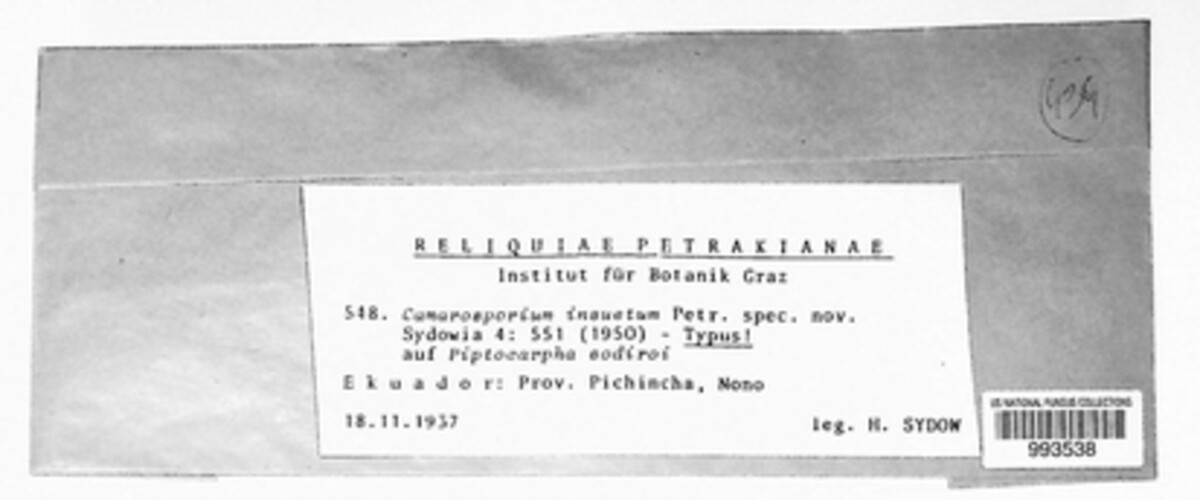 RELIQUIAE PETRAKIANAE
Institut für Botanik Graz
548. Camarosporium insuetum Petr. spec. nov.
Sydowia 4: 551 (1950) - Typus!
auf Piptocarpha sodiroi
Ekuador: Prov. Pichincha, Nono
18.11.1937
leg. H. SYDOW
US NATIONAL FUNGUS COLLECTIONS
993538